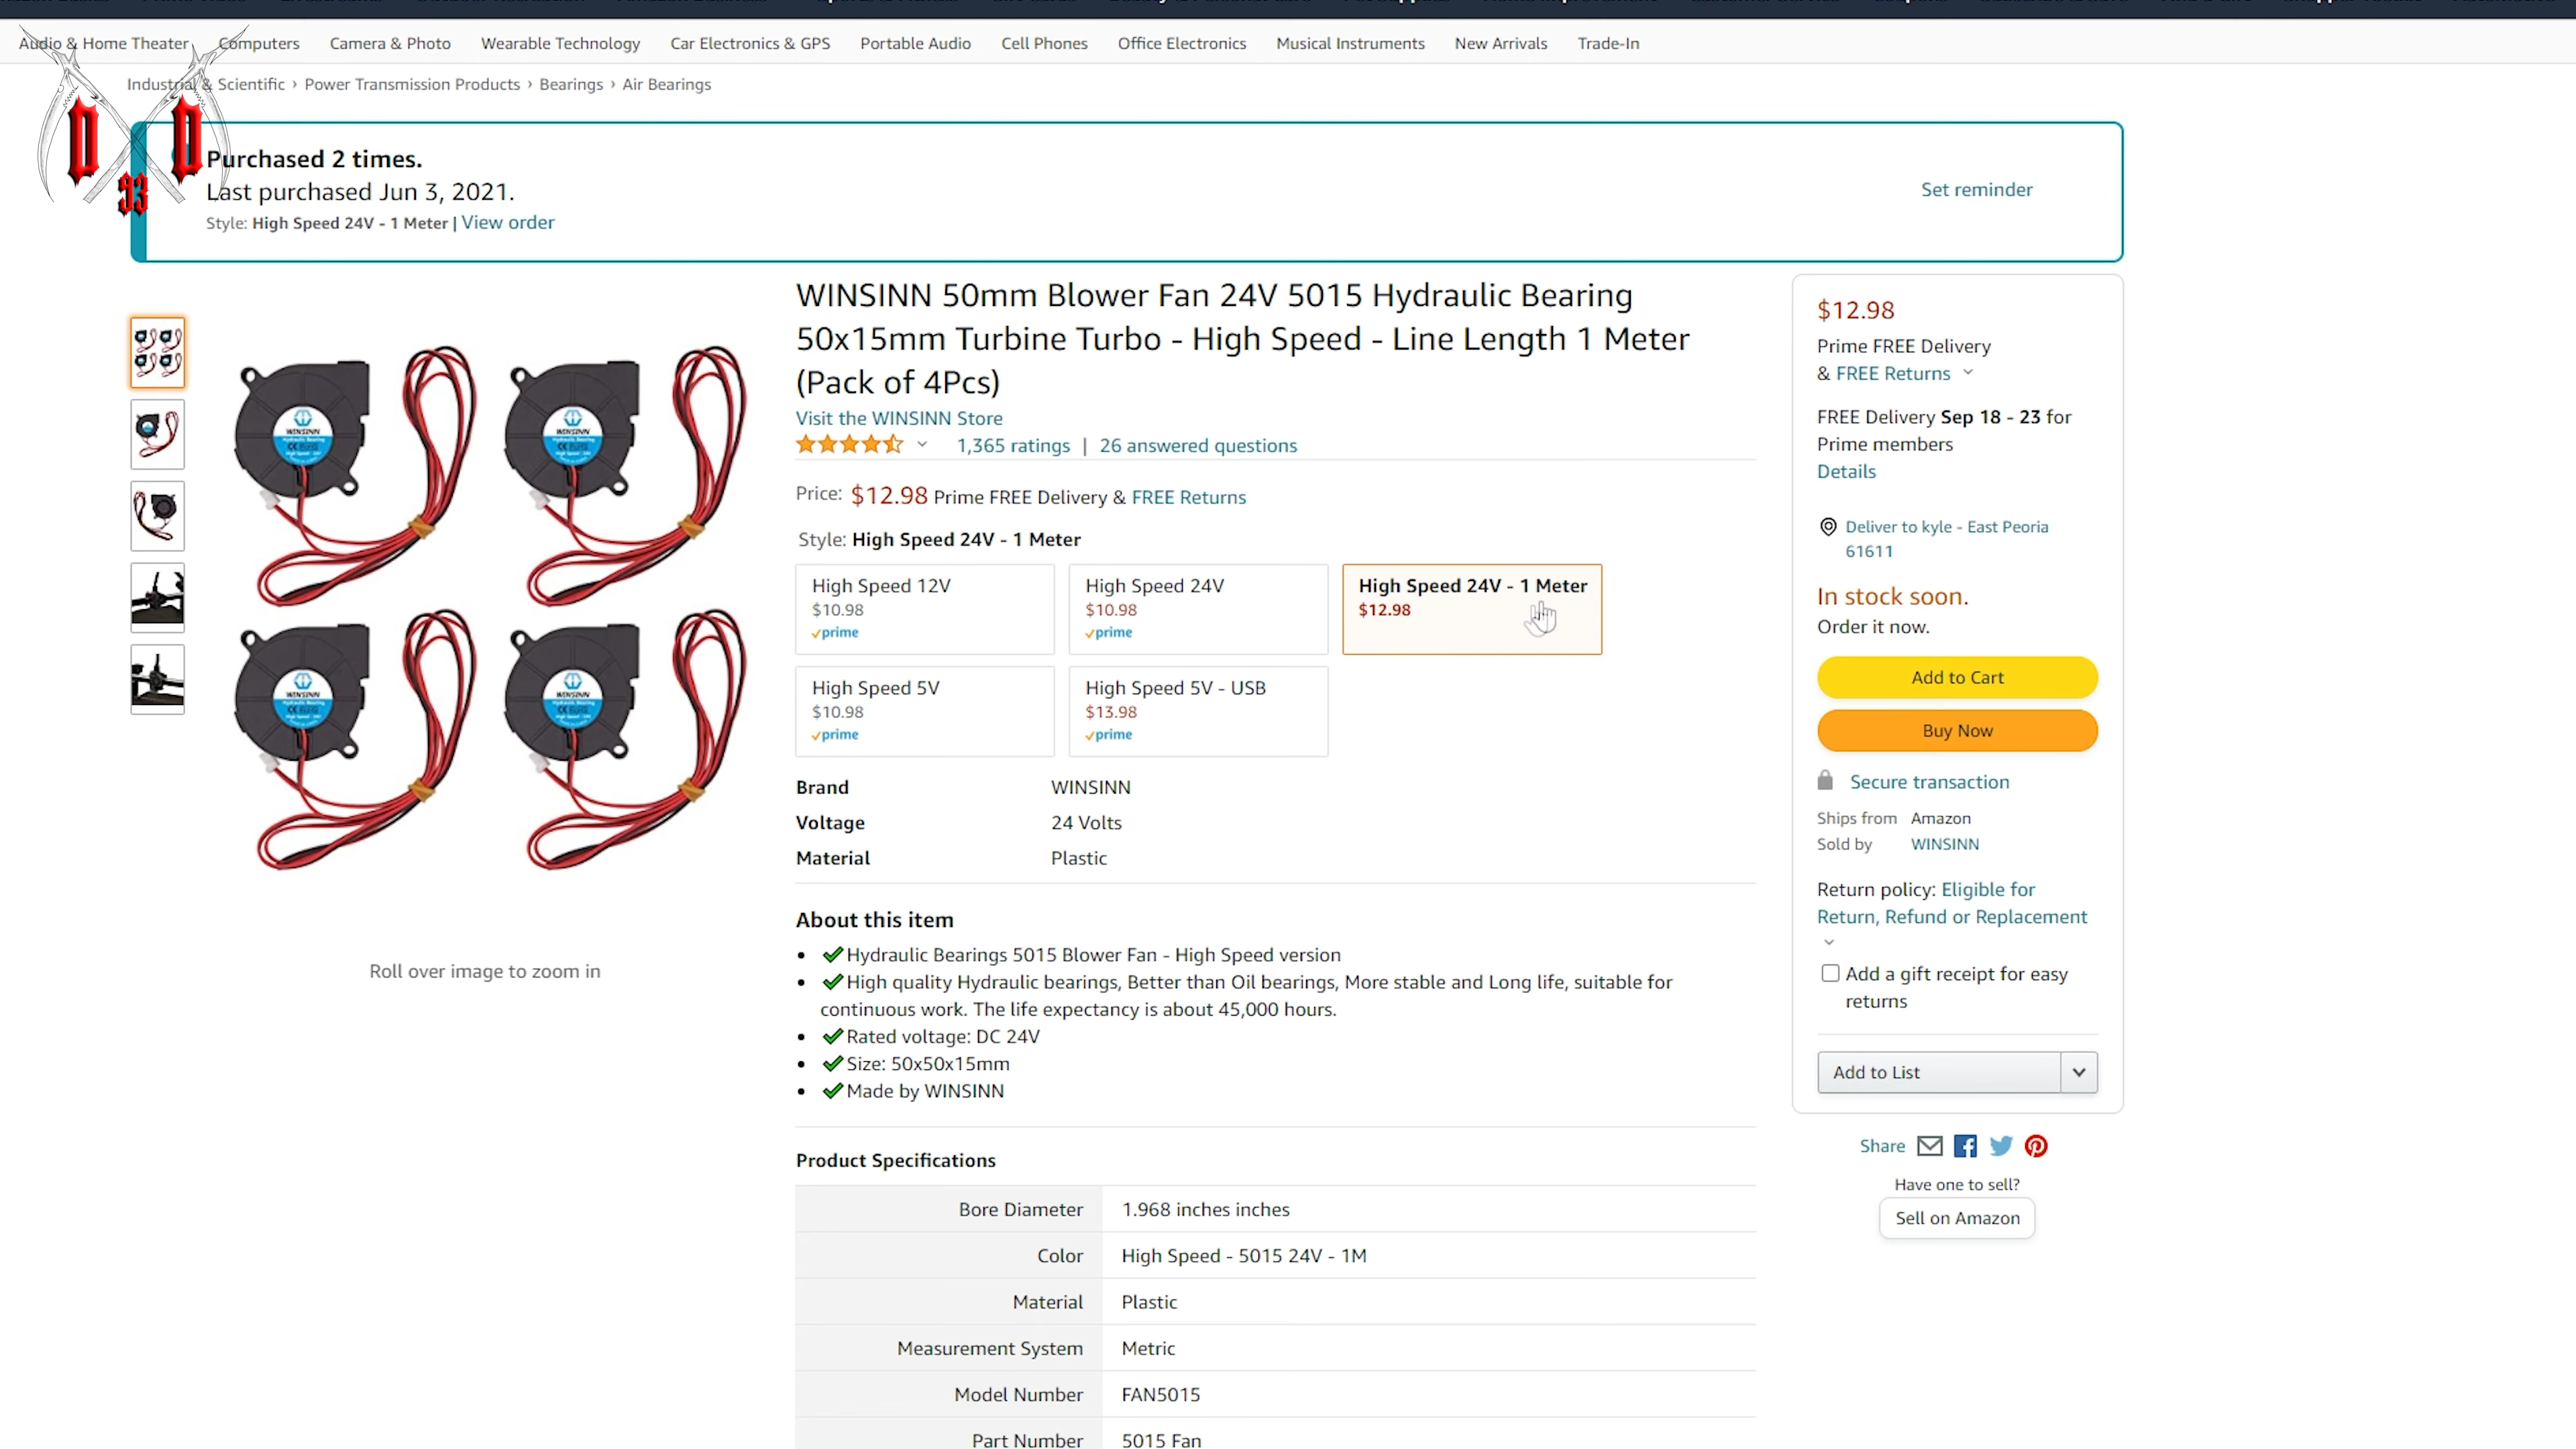 Audio & Home Theater Computers Camera & Photo Wearable Technology Car Electronics & GPS Portable Audio Cell Phones Office Electronics Musical Instruments New Arrivals Trade-In
Industrial & Scientific › Power Transmission Products › Bearings › Air Bearings
D D
93
Purchased 2 times.
Last purchased Jun 3, 2021.
Style: High Speed 24V - 1 Meter | View order
Set reminder
WINSINN 50mm Blower Fan 24V 5015 Hydraulic Bearing
50x15mm Turbine Turbo - High Speed - Line Length 1 Meter
(Pack of 4Pcs)
Visit the WINSINN Store
1,365 ratings | 26 answered questions
Price: $12.98 Prime FREE Delivery & FREE Returns
Style: High Speed 24V - 1 Meter
High Speed 12V
$10.98
prime
High Speed 24V
$10.98
prime
High Speed 24V - 1 Meter
$12.98
High Speed 5V
$10.98
prime
High Speed 5V - USB
$13.98
prime
WINSINN
WINSINN
WINSINN
WINSINN
Roll over image to zoom in
Brand WINSINN
Voltage 24 Volts
Material Plastic
About this item
• ✔Hydraulic Bearings 5015 Blower Fan - High Speed version
• ✔High quality Hydraulic bearings, Better than Oil bearings, More stable and Long life, suitable for
continuous work. The life expectancy is about 45,000 hours.
• ✔Rated voltage: DC 24V
• ✔Size: 50x50x15mm
• ✔Made by WINSINN
Product Specifications
Bore Diameter 1.968 inches inches
Color High Speed - 5015 24V - 1M
Material Plastic
Measurement System Metric
Model Number FAN5015
Part Number 5015 Fan
$12.98
Prime FREE Delivery
& FREE Returns
FREE Delivery Sep 18 - 23 for
Prime members
Details
Deliver to kyle - East Peoria
61611
In stock soon.
Order it now.
Add to Cart
Buy Now
Secure transaction
Ships from Amazon
Sold by WINSINN
Return policy: Eligible for
Return, Refund or Replacement
Add a gift receipt for easy
returns
Add to List
Share
Have one to sell?
Sell on Amazon